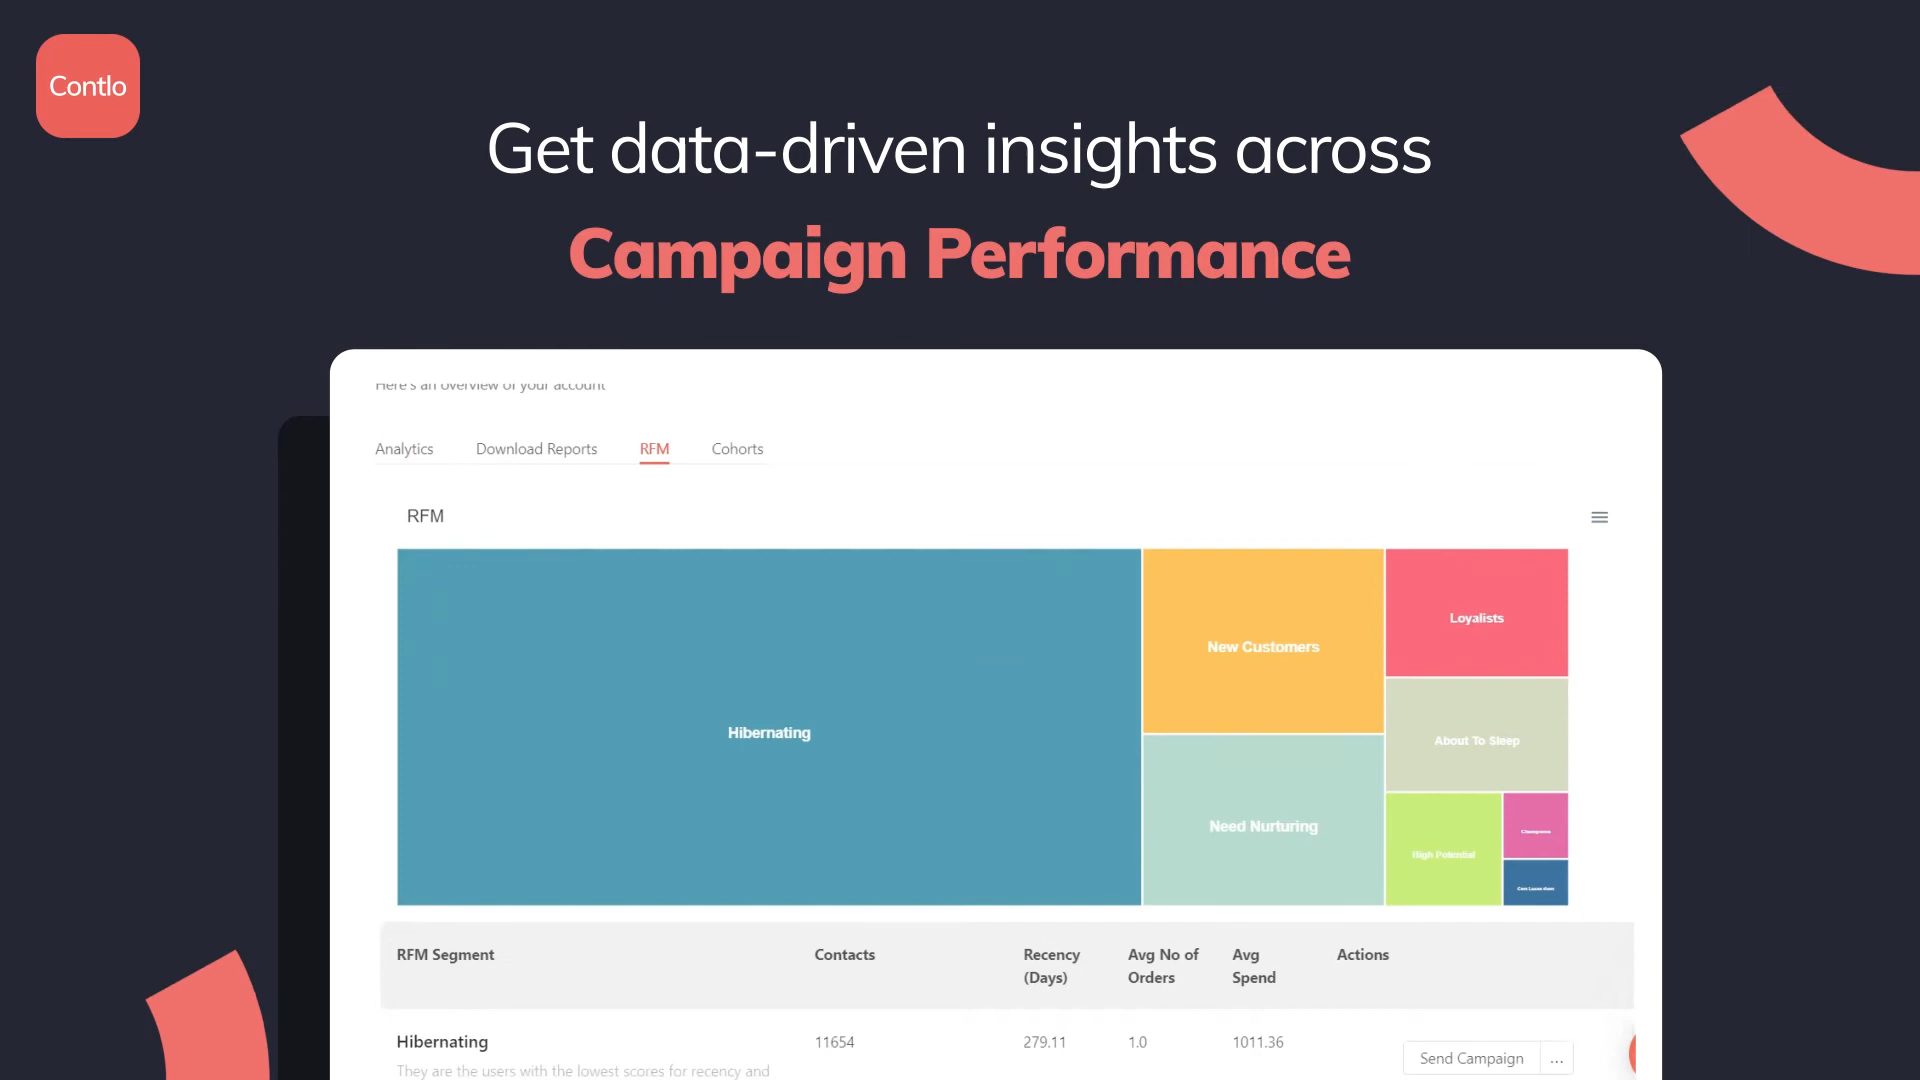 Contlo
Get data-driven insights across
Campaign Performance
Here's an overview of your account
Analytics Download Reports RFM Cohorts
RFM
Hibernating
New Customers
Need Nurturing
Loyalists
About To Sleep
High Potential
Champions
RFM Segment Contacts Recency (Days) Avg No of Orders Avg Spend Actions
Hibernating 11654 279.11 1.0 1011.36 Send Campaign ...
They are the users with the lowest scores for recency and